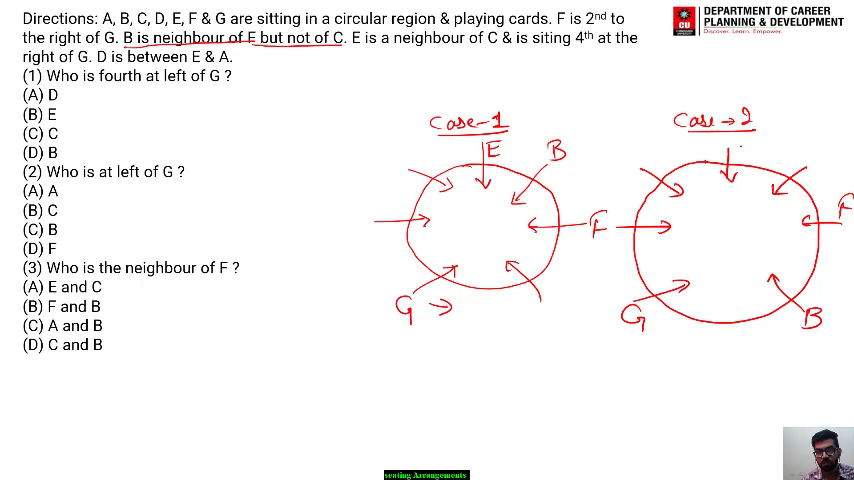 Directions: A, B, C, D, E, F & G are sitting in a circular region & playing cards. F is 2nd to
the right of G. B is neighbour of F but not of C. E is a neighbour of C & is siting 4th at the
right of G. D is between E & A.
(1) Who is fourth at left of G ?
(A) D
(B) E
(C) C
(D) B
(2) Who is at left of G ?
(A) A
(B) C
(C) B
(D) F
(3) Who is the neighbour of F ?
(A) E and C
(B) F and B
(C) A and B
(D) C and B
DEPARTMENT OF CAREER
PLANNING & DEVELOPMENT
Discover. Learn. Empower.
CU
Case-1
E
B
F
G
Case → 2
F
G
B
seating Arrangements